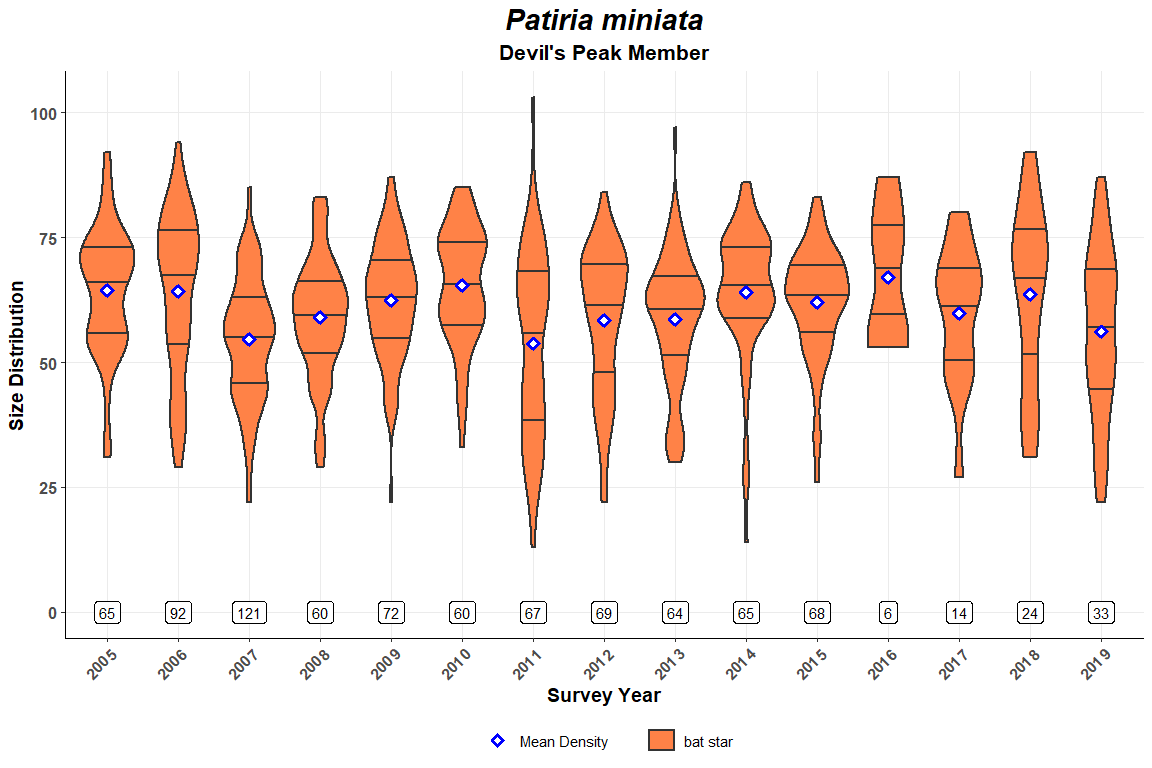 Patiria miniata
Devil's Peak Member
Size Distribution
100
75
50
25
0
65 92 121 60 72 60 67 69 64 65 68 6 14 24 33
2005 2006 2007 2008 2009 2010 2011 2012 2013 2014 2015 2016 2017 2018 2019
Survey Year
Mean Density bat star